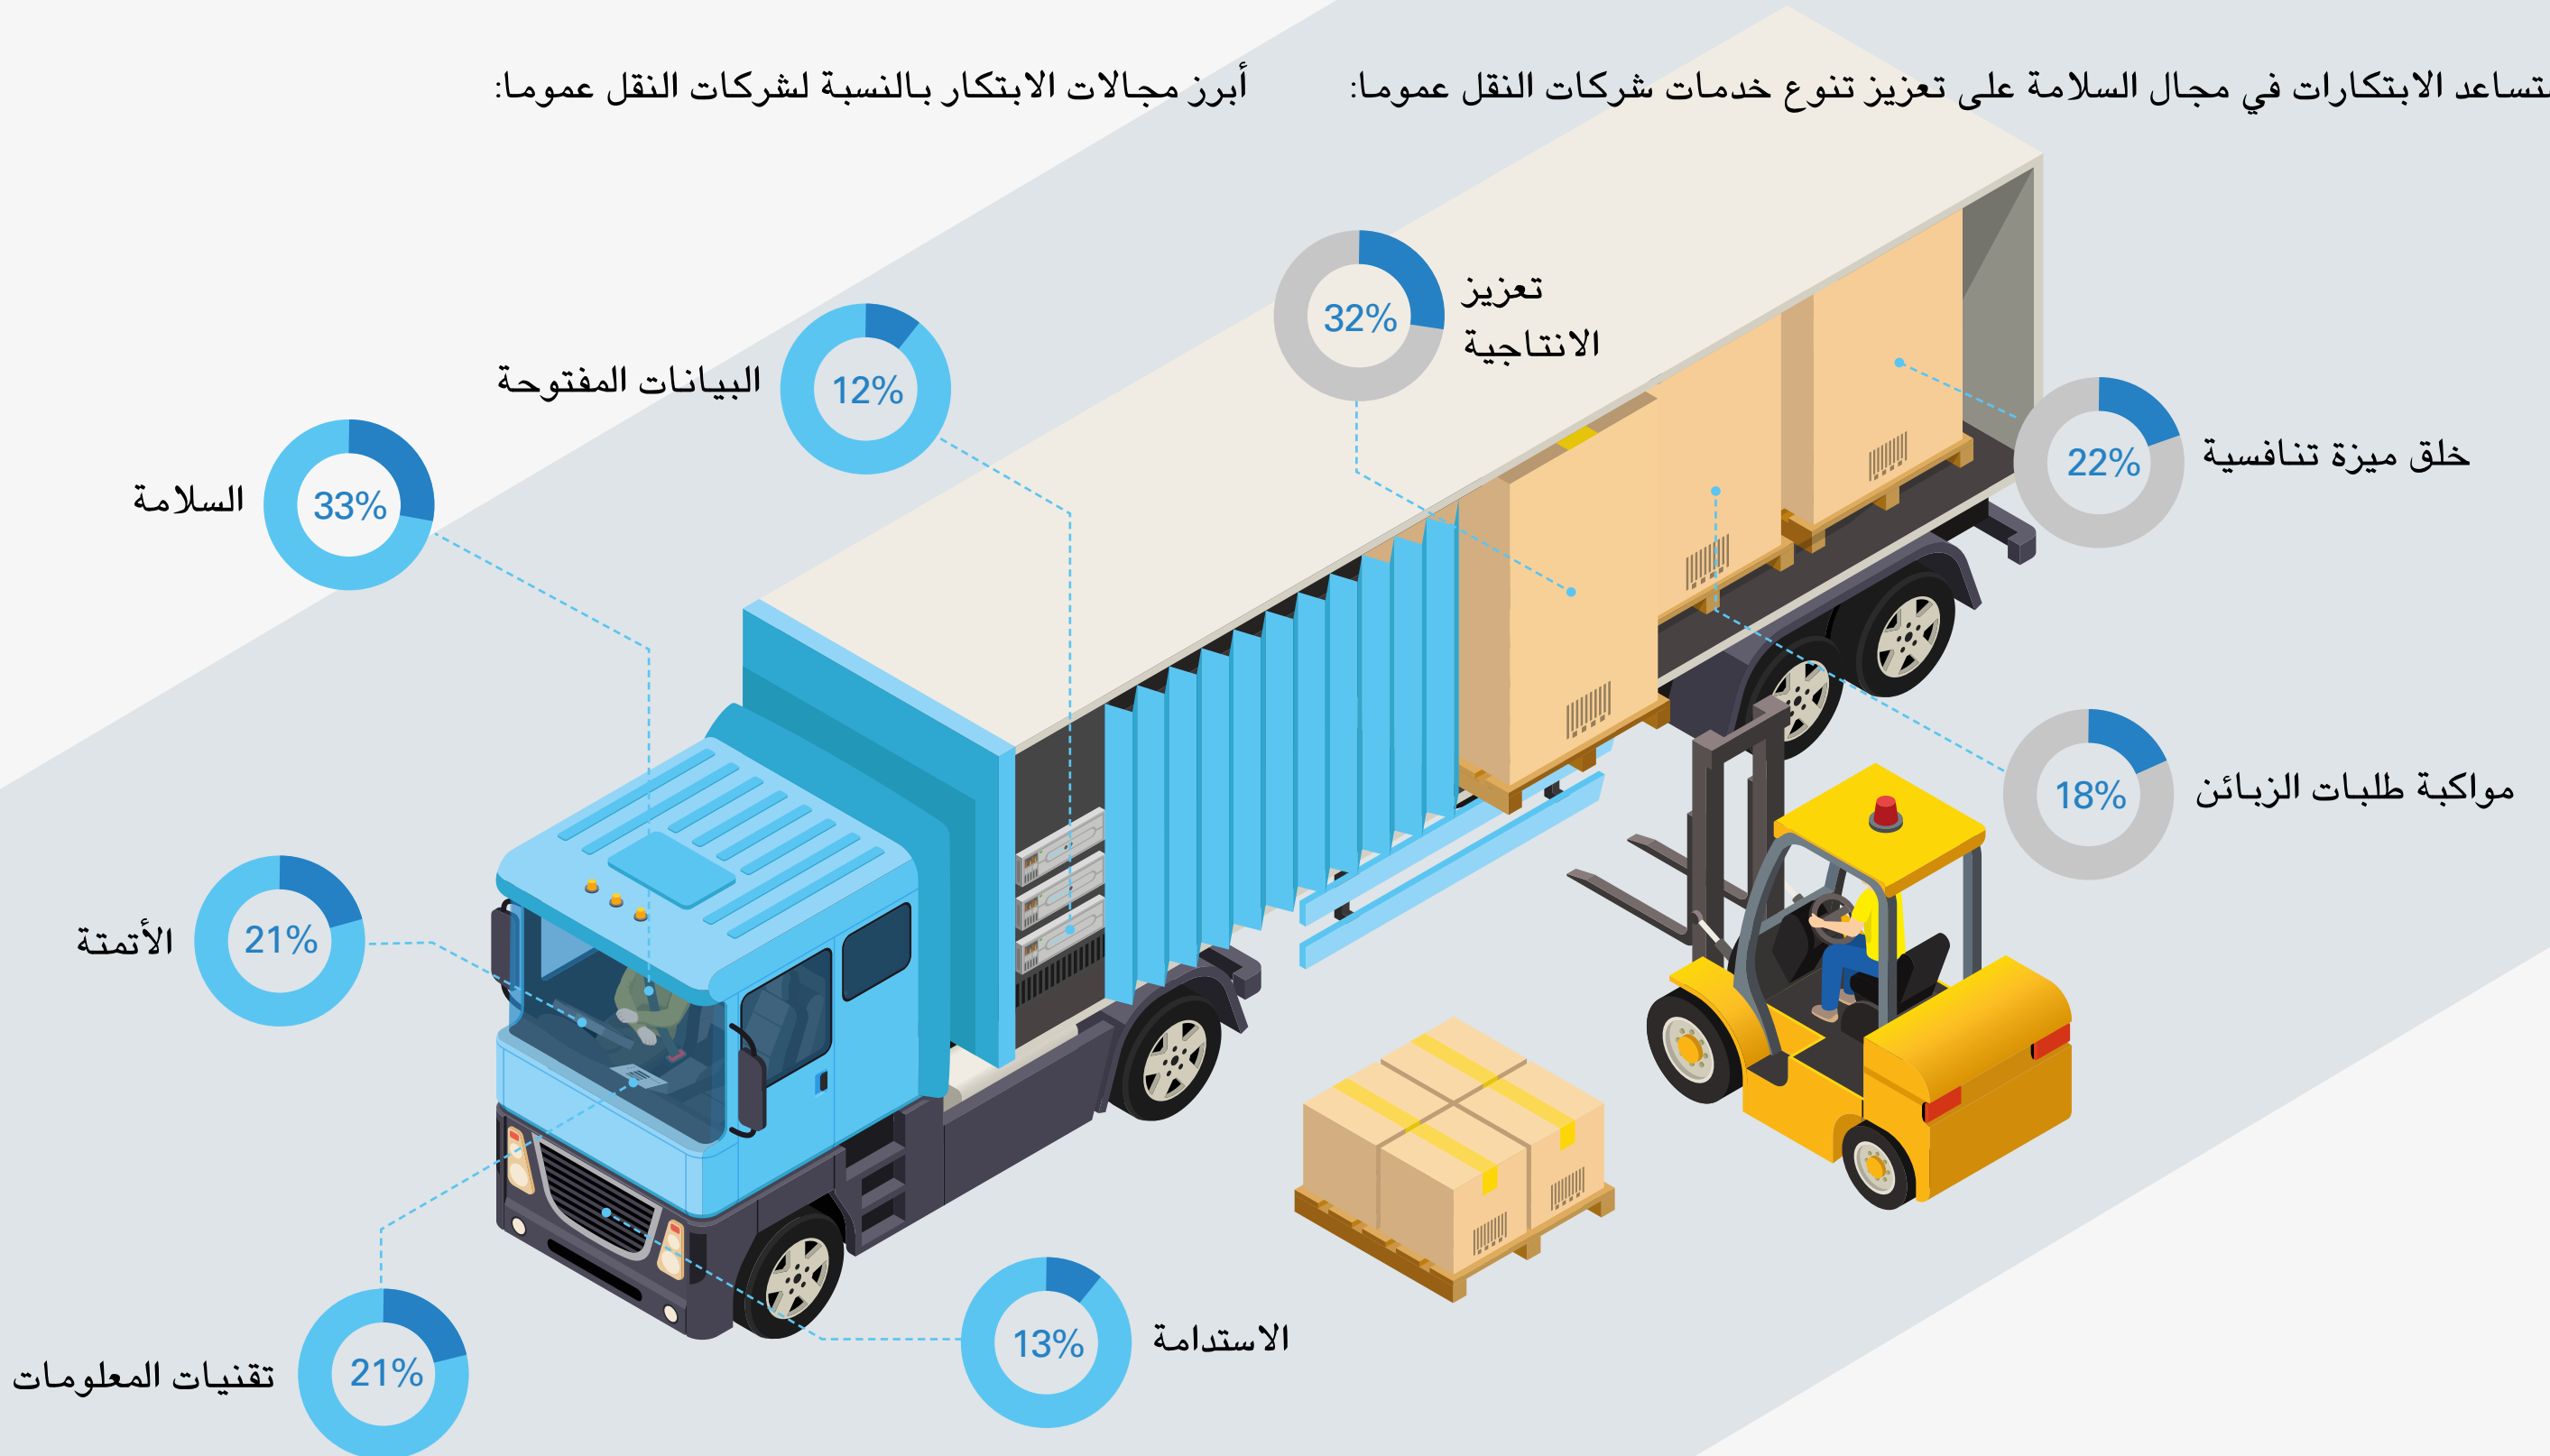 تساعد الابتكارات في مجال السلامة على تعزيز تنوع خدمات شركات النقل عموما:
أبرز مجالات الابتكار بالنسبة لشركات النقل عموما:
تعزيز
الانتاجية
32%
خلق ميزة تنافسية
22%
مواكبة طلبات الزبائن
18%
البيانات المفتوحة
12%
السلامة
33%
الأتمتة
21%
تقنيات المعلومات
21%
الاستدامة
13%